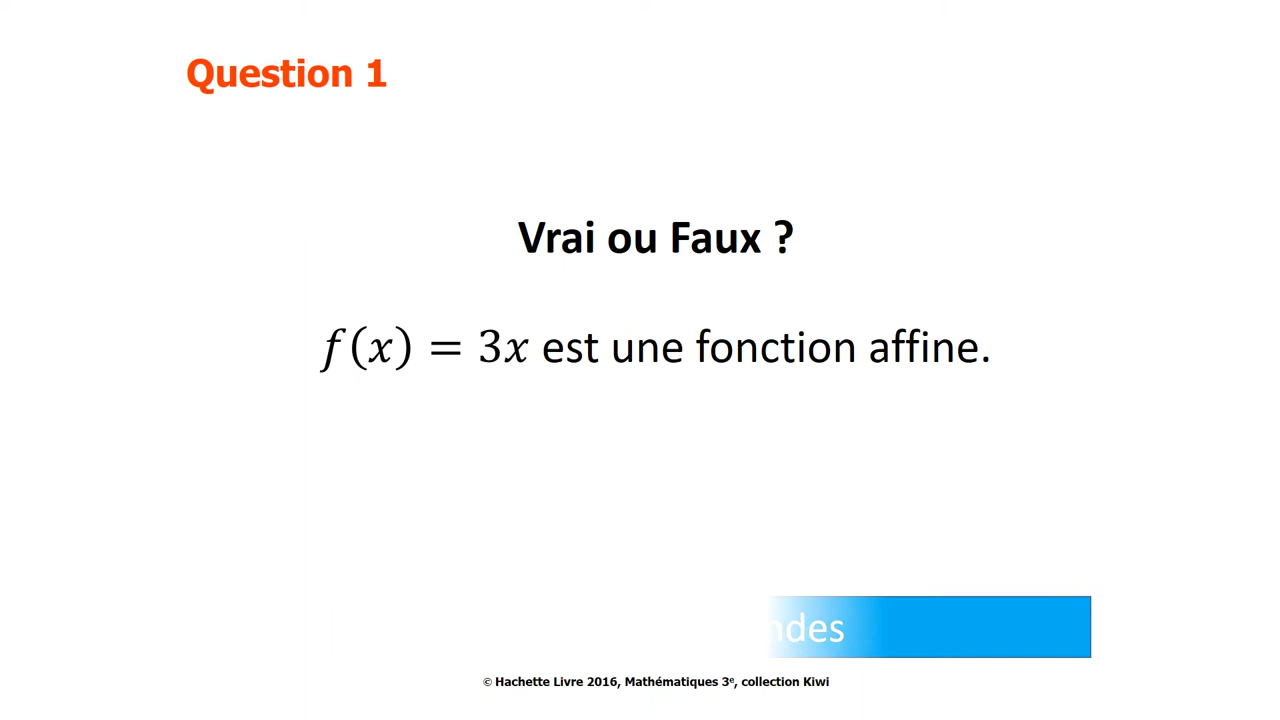 Question 1
Vrai ou Faux ?
f(x) = 3x est une fonction affine.
© Hachette Livre 2016, Mathématiques 3ᵉ, collection Kiwi